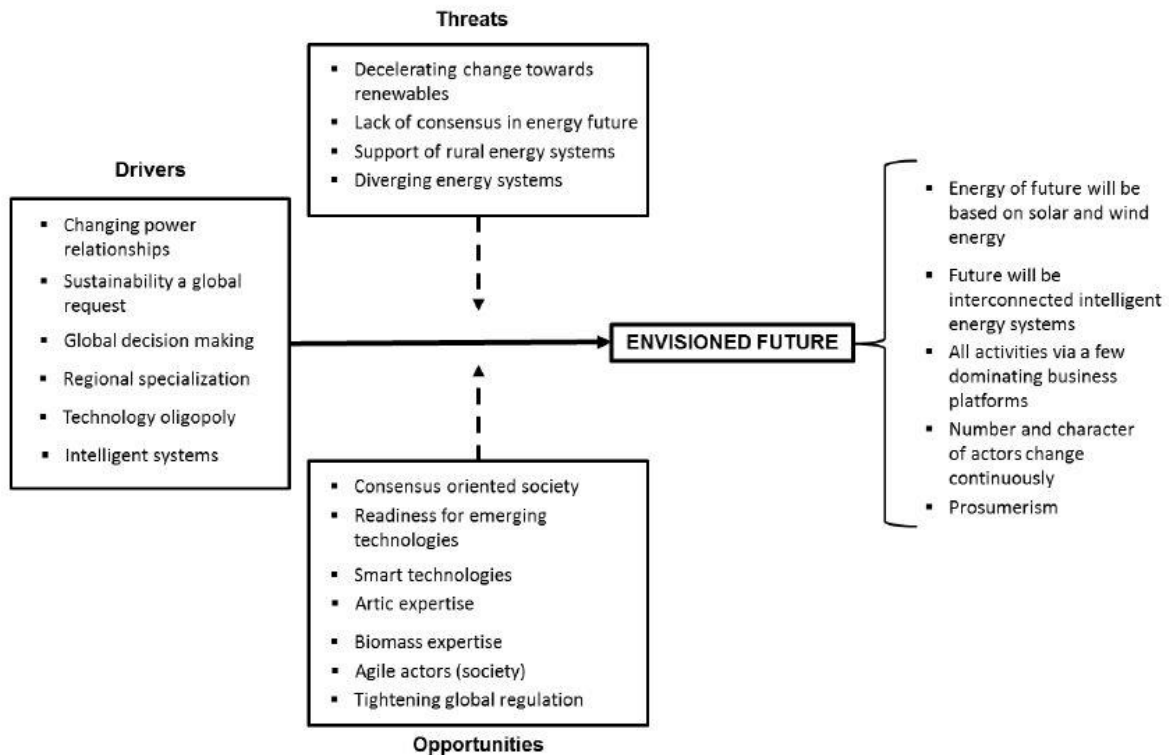 Threats
▪ Decelerating change towards
renewables
▪ Lack of consensus in energy future
▪ Support of rural energy systems
▪ Diverging energy systems
Drivers
▪ Changing power
relationships
▪ Sustainability a global
request
▪ Global decision making
▪ Regional specialization
▪ Technology oligopoly
▪ Intelligent systems
ENVISIONED FUTURE
▪ Energy of future will be
based on solar and wind
energy
▪ Future will be
interconnected intelligent
energy systems
▪ All activities via a few
dominating business
platforms
▪ Number and character
of actors change
continuously
▪ Prosumerism
▪ Consensus oriented society
▪ Readiness for emerging
technologies
▪ Smart technologies
▪ Artic expertise
▪ Biomass expertise
▪ Agile actors (society)
▪ Tightening global regulation
Opportunities